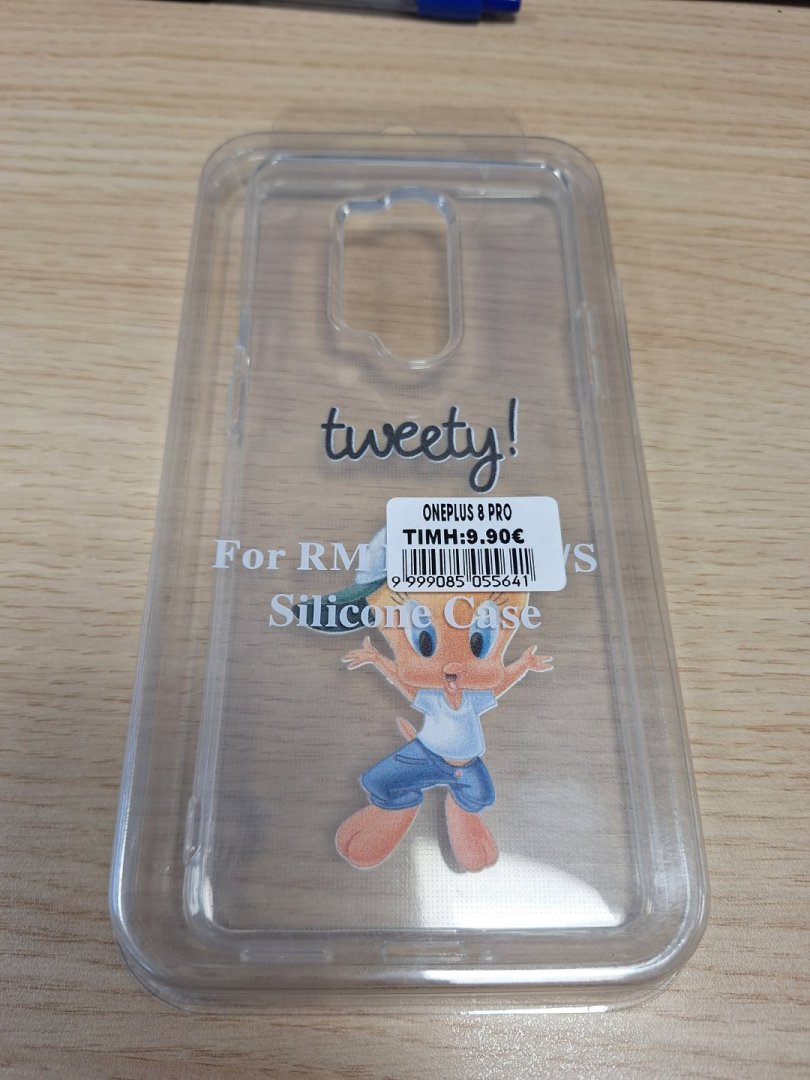 tweety!
ONEPLUS 8 PRO
TIMH:9.90€
9 999085 055641
For RM /S
Silicone Case